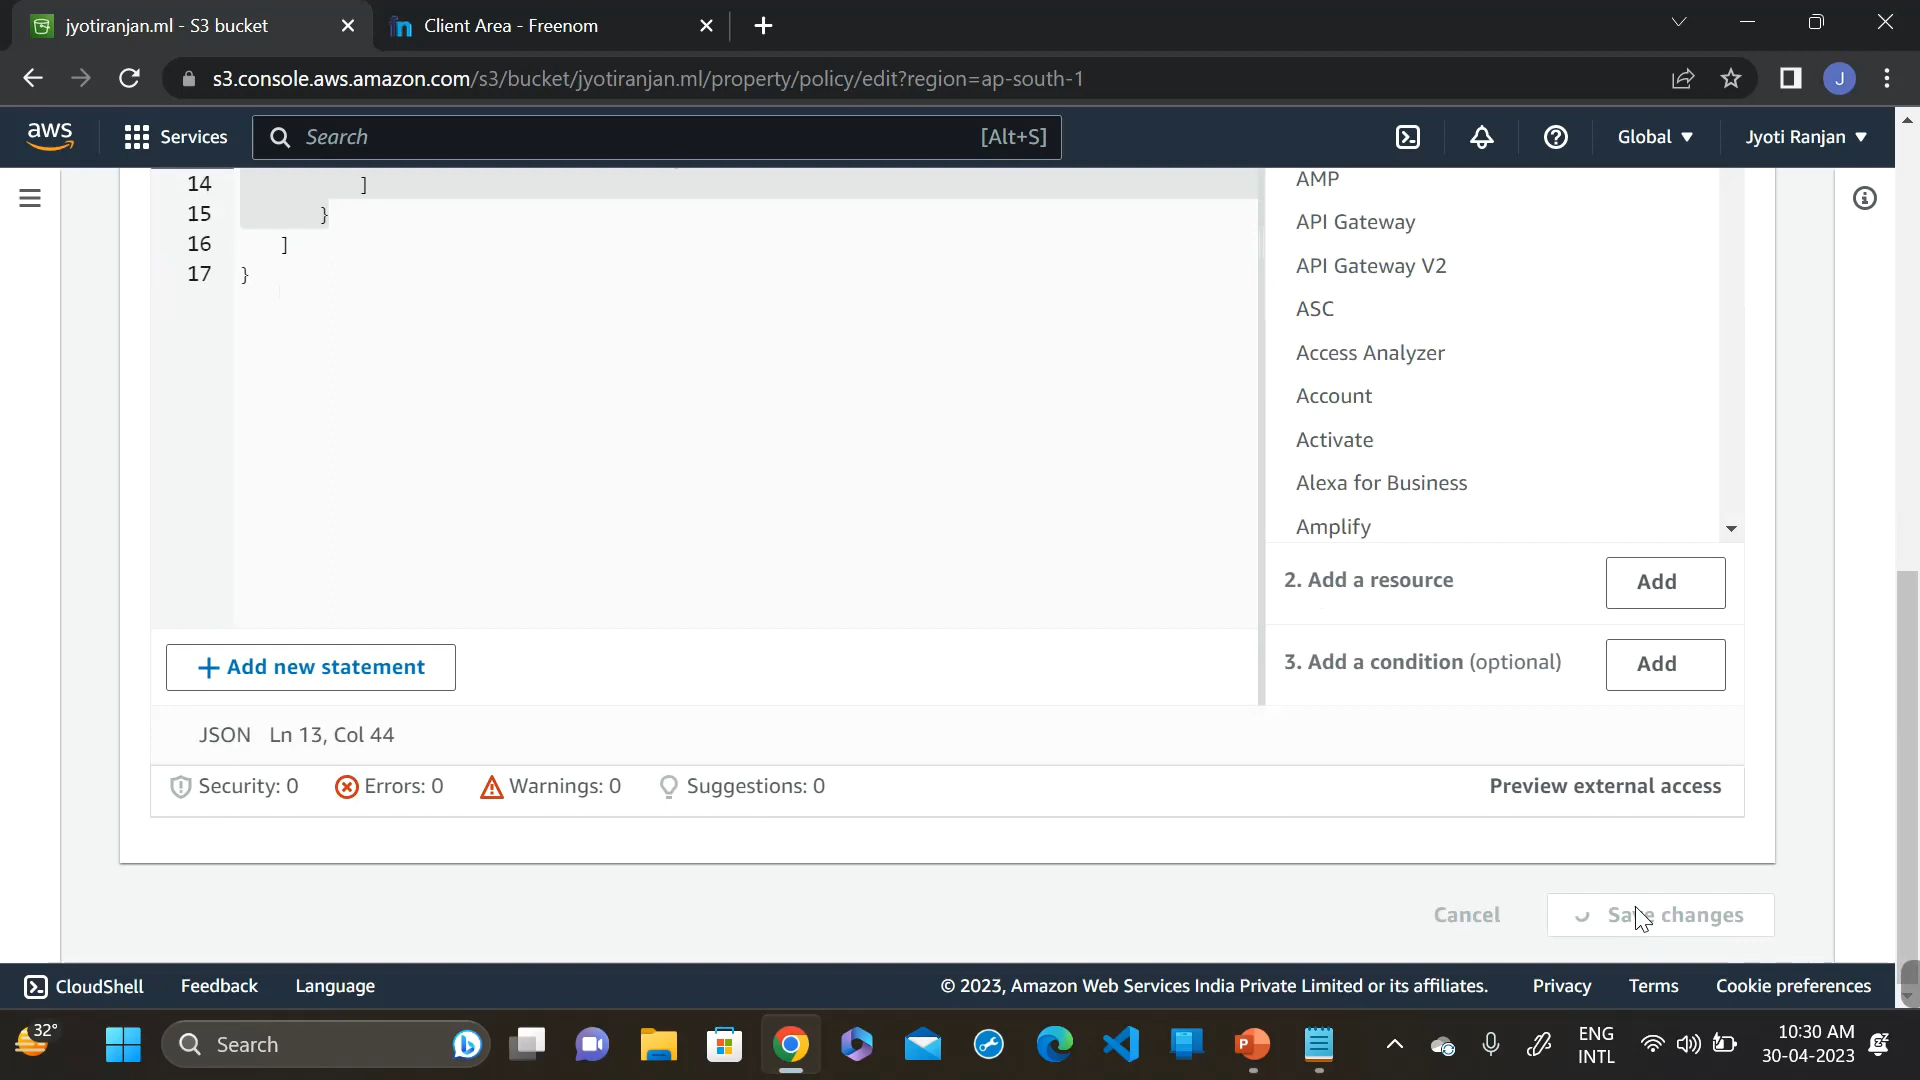 jyotiranjan.ml - S3 bucket
Client Area - Freenom
s3.console.aws.amazon.com/s3/bucket/jyotiranjan.ml/property/policy/edit?region=ap-south-1
J
aws
Services
Search
[Alt+S]
Global
Jyoti Ranjan
14 ]
15 }
16 ]
17 }
AMP
API Gateway
API Gateway V2
ASC
Access Analyzer
Account
Activate
Alexa for Business
Amplify
2. Add a resource
Add
3. Add a condition (optional)
Add
+ Add new statement
JSON Ln 13, Col 44
Security: 0
Errors: 0
Warnings: 0
Suggestions: 0
Preview external access
Cancel
Save changes
CloudShell
Feedback
Language
© 2023, Amazon Web Services India Private Limited or its affiliates.
Privacy
Terms
Cookie preferences
32°
Search
ENG
INTL
10:30 AM
30-04-2023